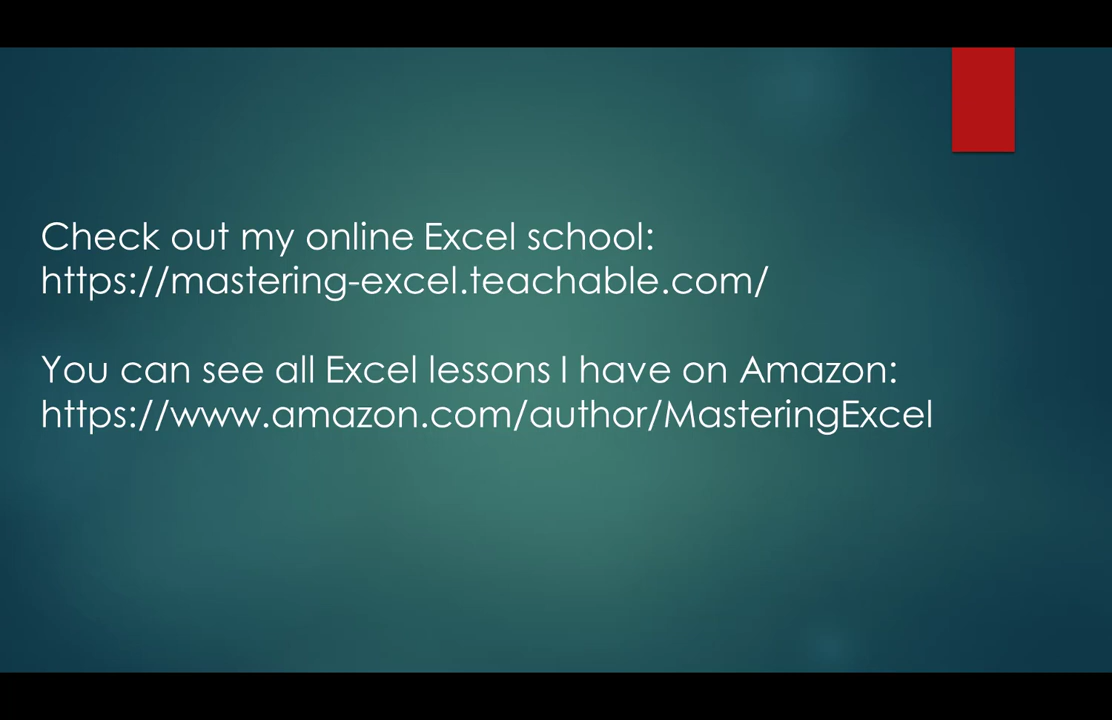 Check out my online Excel school:
https://mastering-excel.teachable.com/
You can see all Excel lessons I have on Amazon:
https://www.amazon.com/author/MasteringExcel